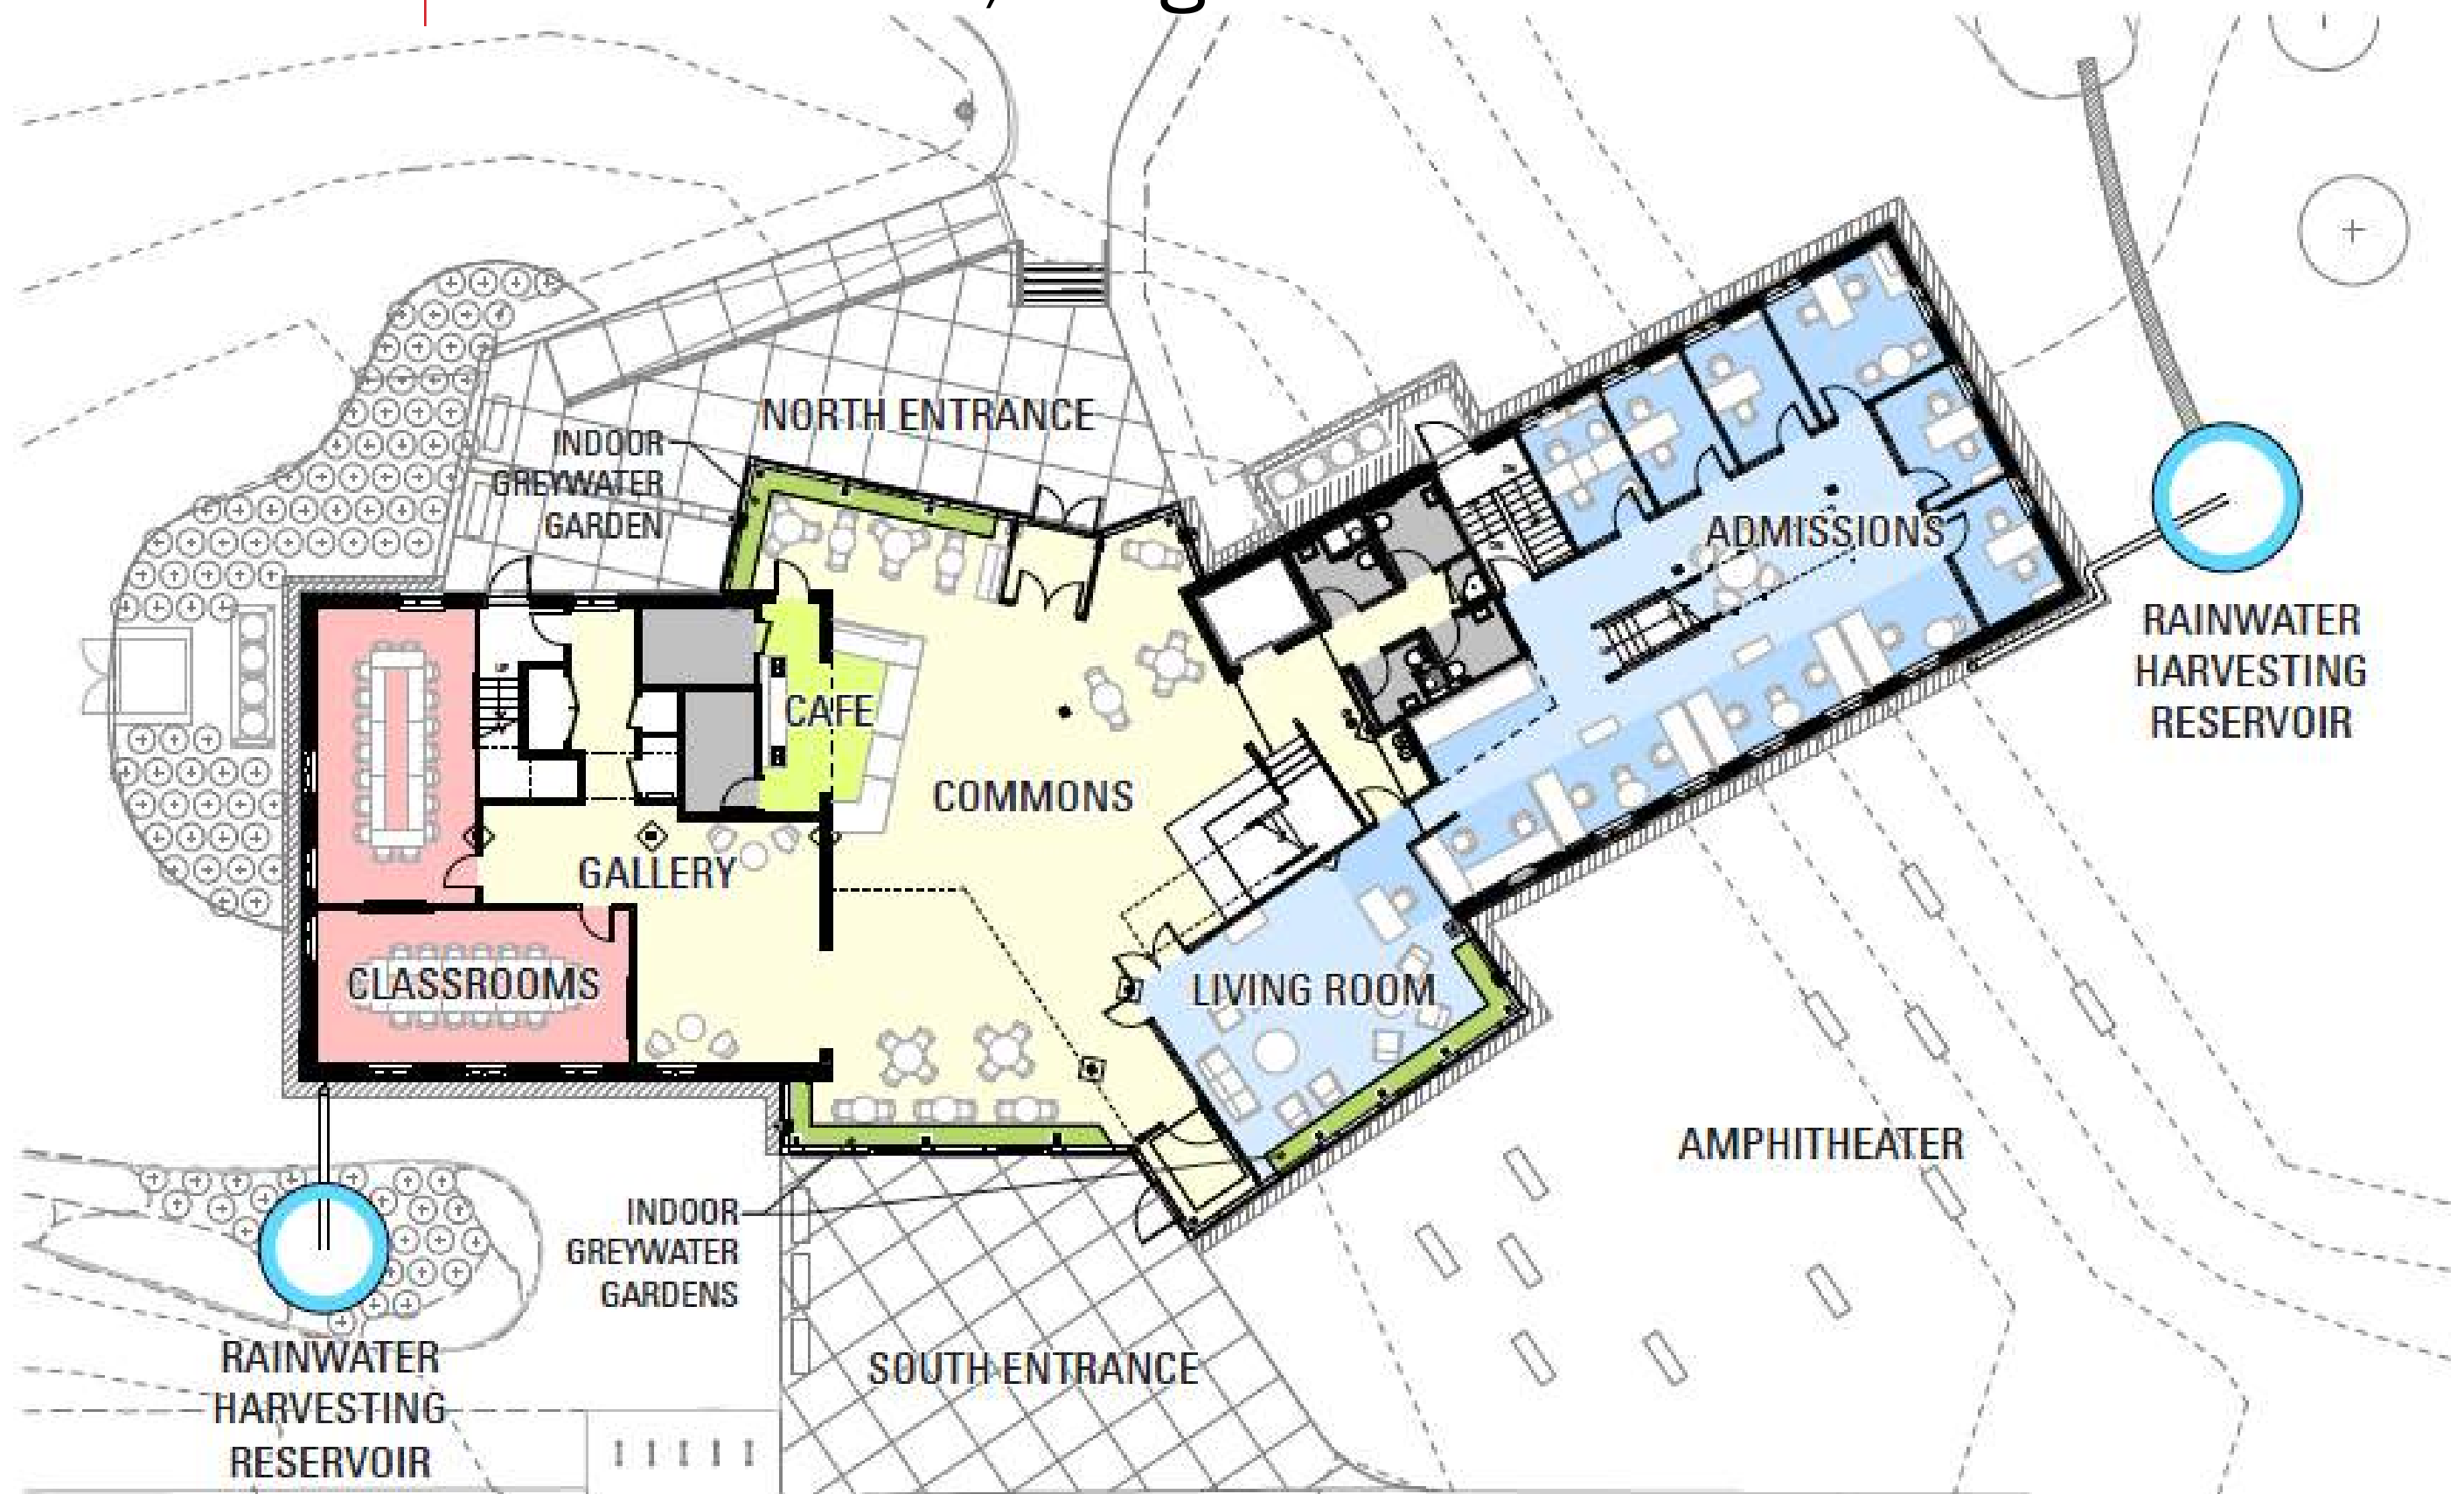 NORTH ENTRANCE
INDOOR
GREYWATER
GARDEN
ADMISSIONS
RAINWATER
HARVESTING
RESERVOIR
CAFE
COMMONS
GALLERY
CLASSROOMS
LIVING ROOM
AMPHITHEATER
INDOOR
GREYWATER
GARDENS
SOUTH ENTRANCE
RAINWATER
HARVESTING
RESERVOIR